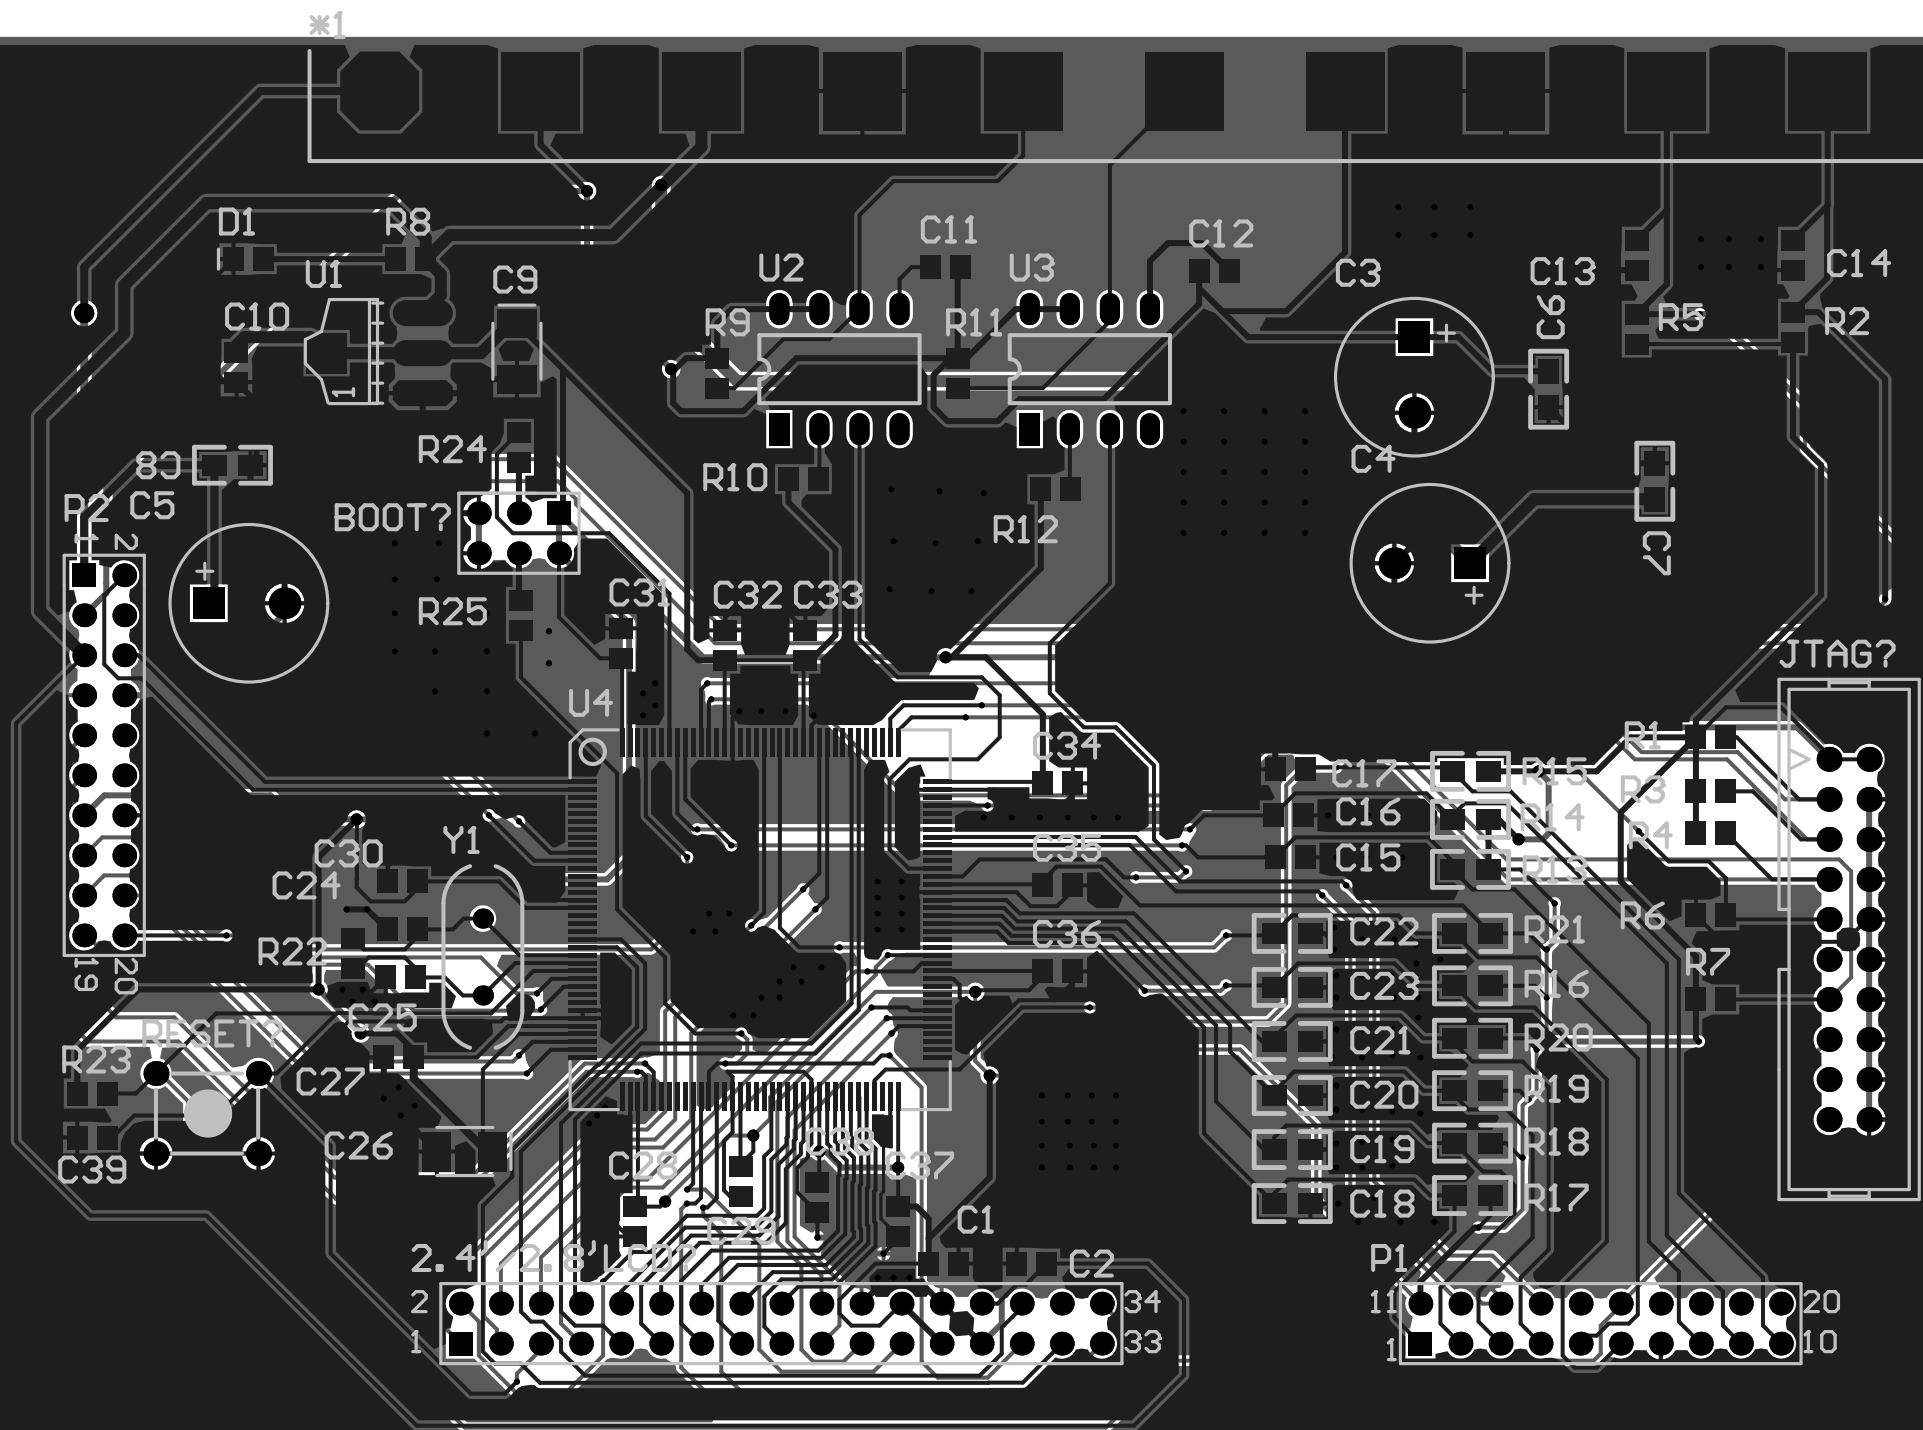 *1
D1
R8
U1
C9
C10
U2
C11
U3
C12
C3
C13
C14
C6
R9
R11
R5
R2
+
1
R24
C8
C5
R2
R10
R12
C4
C7
BOOT?
1
2
+
+
R25
C31
C32
C33
JTAG?
U4
C34
R1
C17
R15
R3
C16
R14
R4
Y1
C30
C35
C15
R13
C24
R6
R22
C36
C22
R21
R7
19
20
C23
R16
C25
RESET?
C21
R20
R23
C27
C20
R19
C26
C38
C19
R18
C39
C28
C37
C18
R17
C29
C1
2.4'/2.8'LCD?
C2
P1
2
34
11
20
1
33
1
10